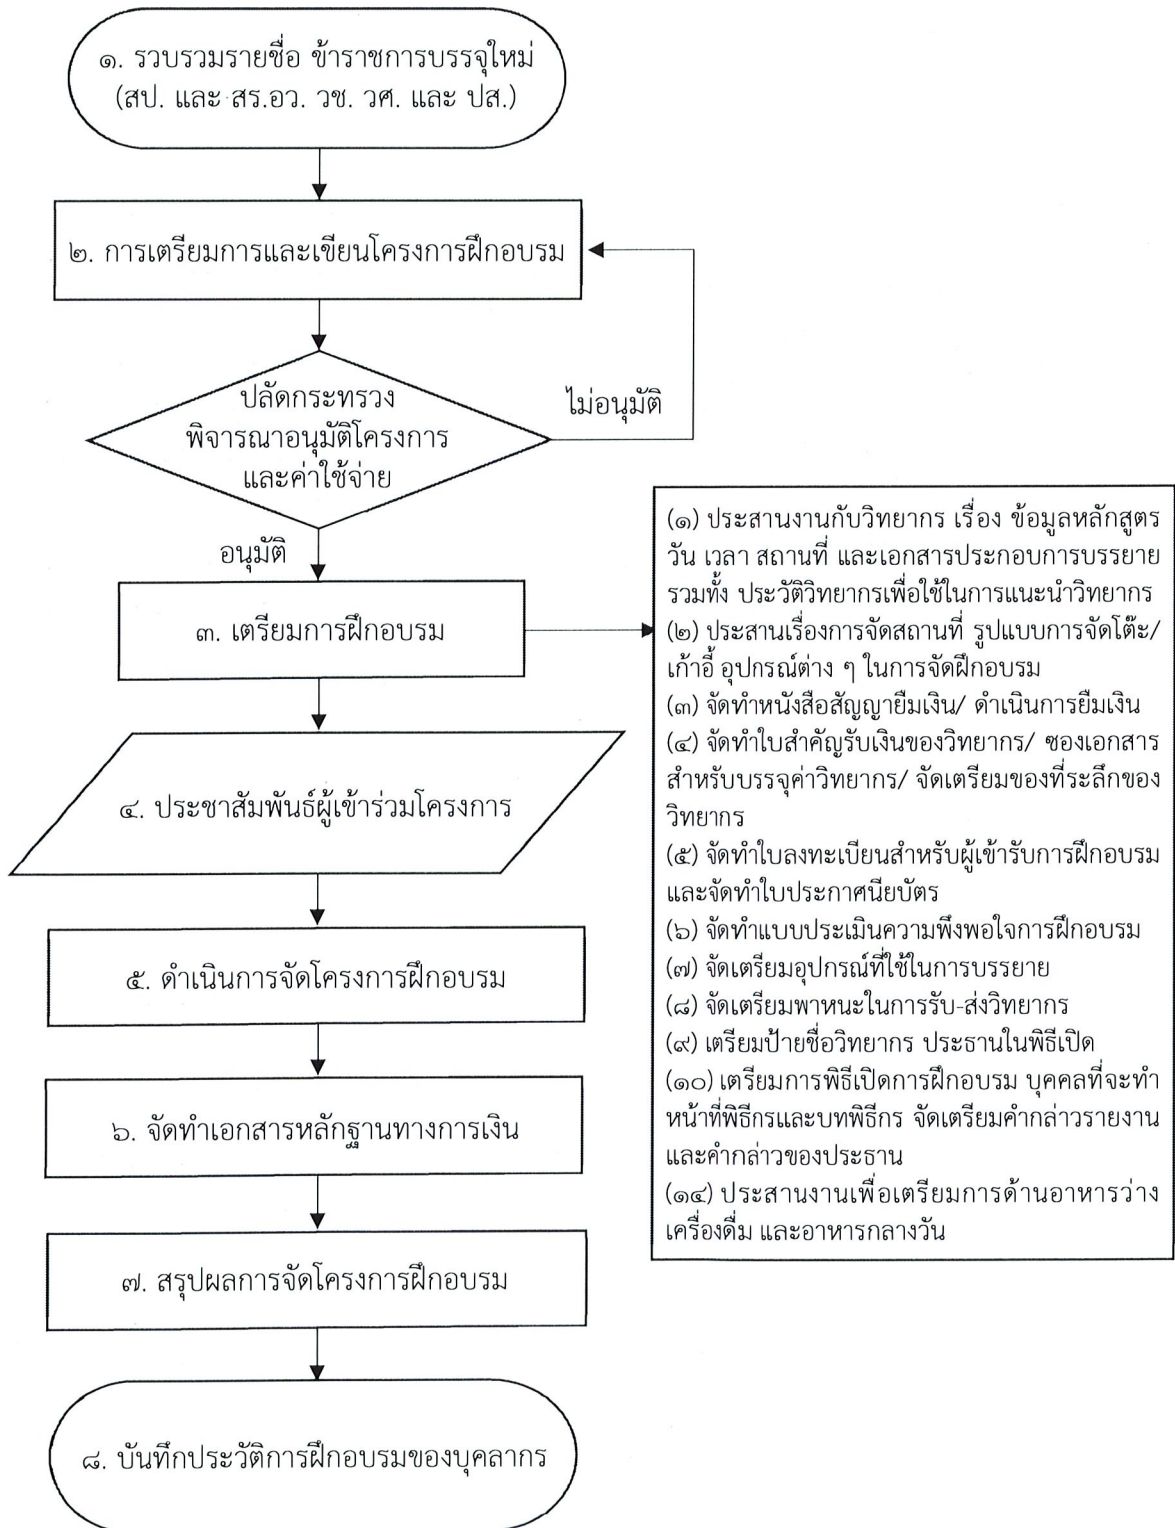 ๑. รวบรวมรายชื่อ ข้าราชการบรรจุใหม่
(สป. และ สร.อว. วช. วศ. และ ปส.)
๒. การเตรียมการและเขียนโครงการฝึกอบรม
ปลัดกระทรวง
พิจารณาอนุมัติโครงการ
และค่าใช้จ่าย
ไม่อนุมัติ
อนุมัติ
๓. เตรียมการฝึกอบรม
๔. ประชาสัมพันธ์ผู้เข้าร่วมโครงการ
๕. ดำเนินการจัดโครงการฝึกอบรม
๖. จัดทำเอกสารหลักฐานทางการเงิน
๗. สรุปผลการจัดโครงการฝึกอบรม
๘. บันทึกประวัติการฝึกอบรมของบุคลากร
(๑) ประสานงานกับวิทยากร เรื่อง ข้อมูลหลักสูตร
วัน เวลา สถานที่ และเอกสารประกอบการบรรยาย
รวมทั้ง ประวัติวิทยากรเพื่อใช้ในการแนะนำวิทยากร
(๒) ประสานเรื่องการจัดสถานที่ รูปแบบการจัดโต๊ะ/
เก้าอี้ อุปกรณ์ต่าง ๆ ในการจัดฝึกอบรม
(๓) จัดทำหนังสือสัญญายืมเงิน/ ดำเนินการยืมเงิน
(๔) จัดทำใบสำคัญรับเงินของวิทยากร/ ซองเอกสาร
สำหรับบรรจุค่าวิทยากร/ จัดเตรียมของที่ระลึกของ
วิทยากร
(๕) จัดทำใบลงทะเบียนสำหรับผู้เข้ารับการฝึกอบรม
และจัดทำใบประกาศนียบัตร
(๖) จัดทำแบบประเมินความพึงพอใจการฝึกอบรม
(๗) จัดเตรียมอุปกรณ์ที่ใช้ในการบรรยาย
(๘) จัดเตรียมพาหนะในการรับ-ส่งวิทยากร
(๙) เตรียมป้ายชื่อวิทยากร ประธานในพิธีเปิด
(๑๐) เตรียมการพิธีเปิดการฝึกอบรม บุคคลที่จะทำ
หน้าที่พิธีกรและบทพิธีกร จัดเตรียมคำกล่าวรายงาน
และคำกล่าวของประธาน
(๑๔) ประสานงานเพื่อเตรียมการด้านอาหารว่าง
เครื่องดื่ม และอาหารกลางวัน